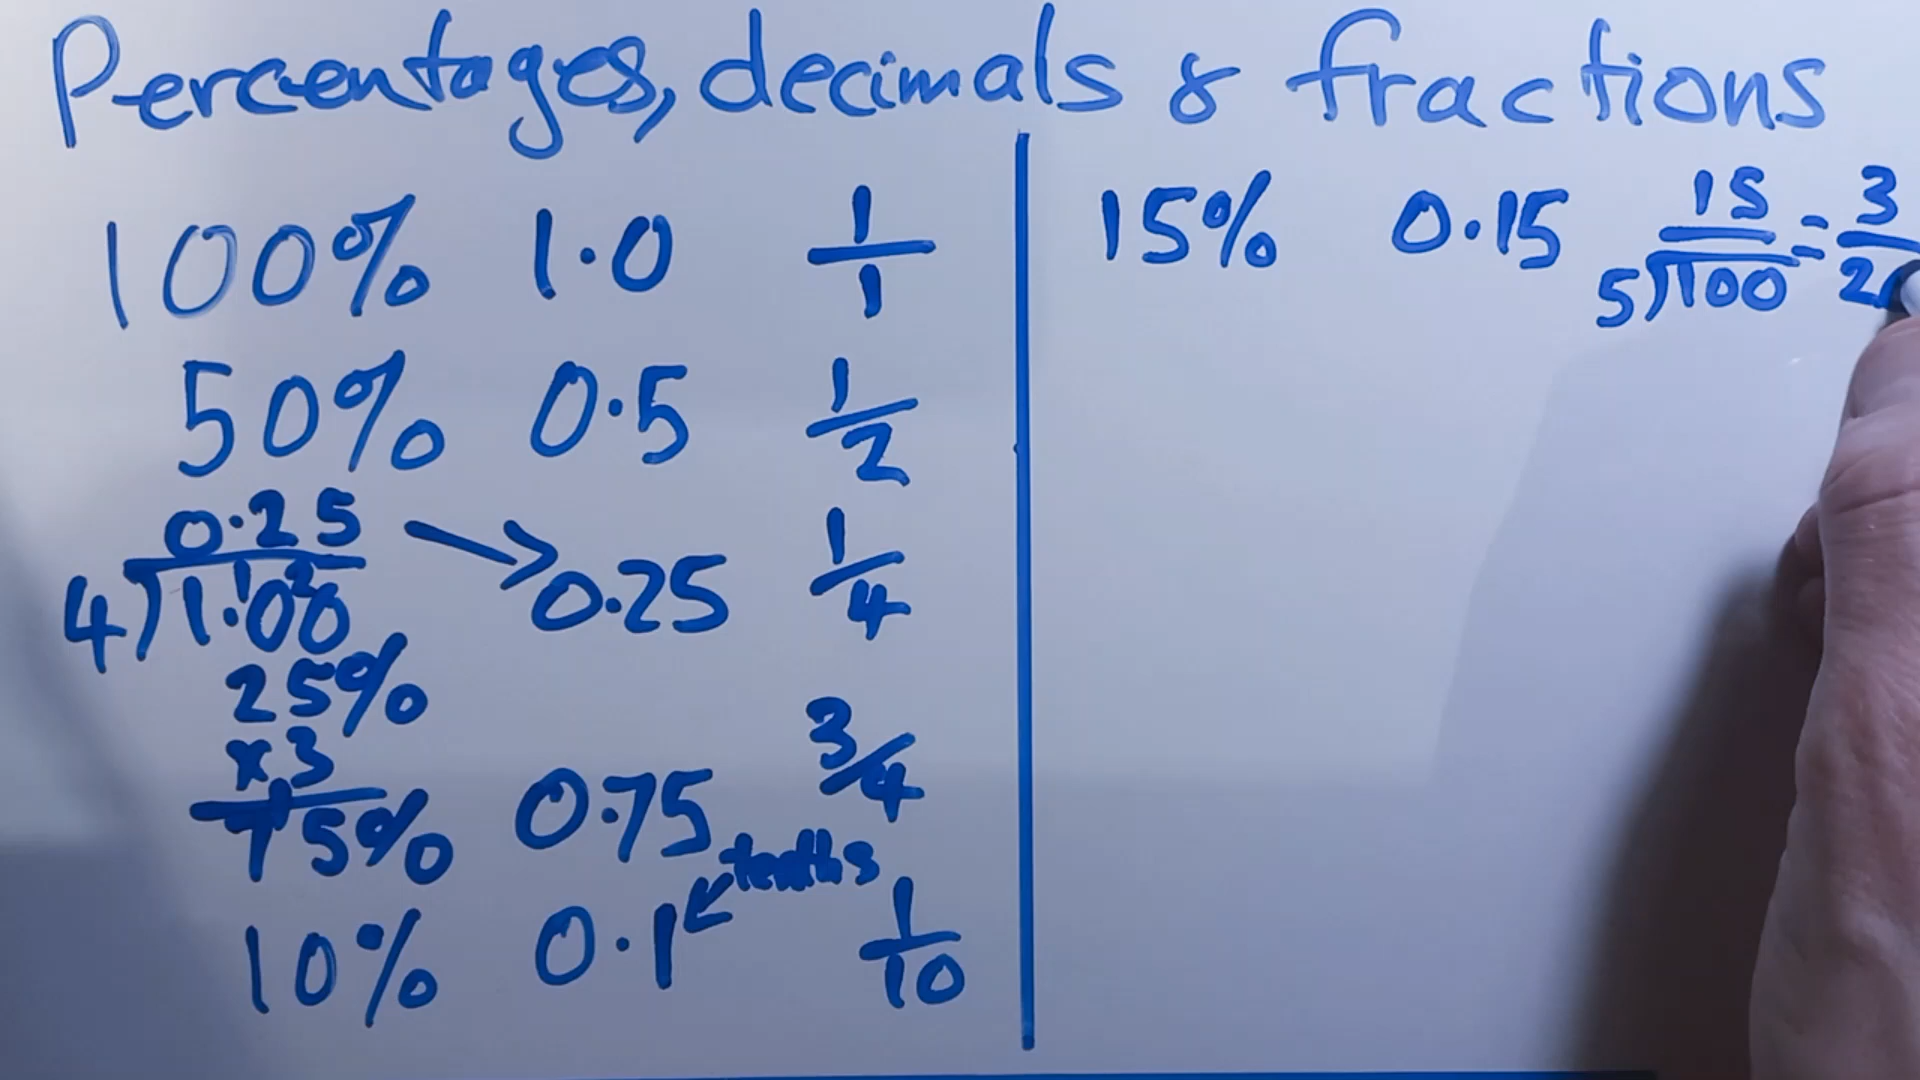 Percentages, decimals & fractions
100% 1.0 1/1
50% 0.5 1/2
0.25 → 0.25 1/4
4)1.¹0²0
25%
x 3
75% 0.75 3/4
10% 0.1 ↙ tenths 1/10
15% 0.15 15/100 = 3/2
5)